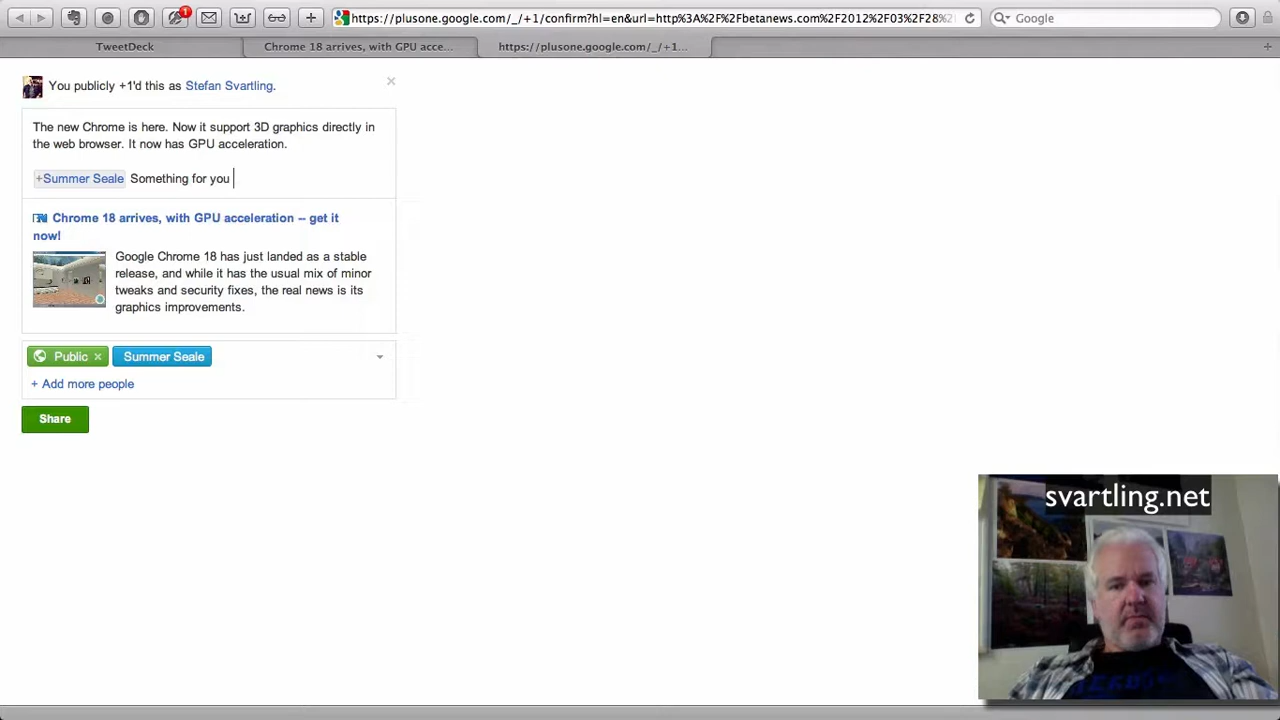 1
https://plusone.google.com/_/+1/confirm?hl=en&url=http%3A%2F%2Fbetanews.com%2F2012%2F03%2F28%
Google
TweetDeck
Chrome 18 arrives, with GPU acce...
https://plusone.google.com/_/+1...
You publicly +1'd this as Stefan Svartling.
The new Chrome is here. Now it support 3D graphics directly in
the web browser. It now has GPU acceleration.
+Summer Seale Something for you
Chrome 18 arrives, with GPU acceleration -- get it
now!
Google Chrome 18 has just landed as a stable
release, and while it has the usual mix of minor
tweaks and security fixes, the real news is its
graphics improvements.
Public
Summer Seale
+ Add more people
Share
svartling.net